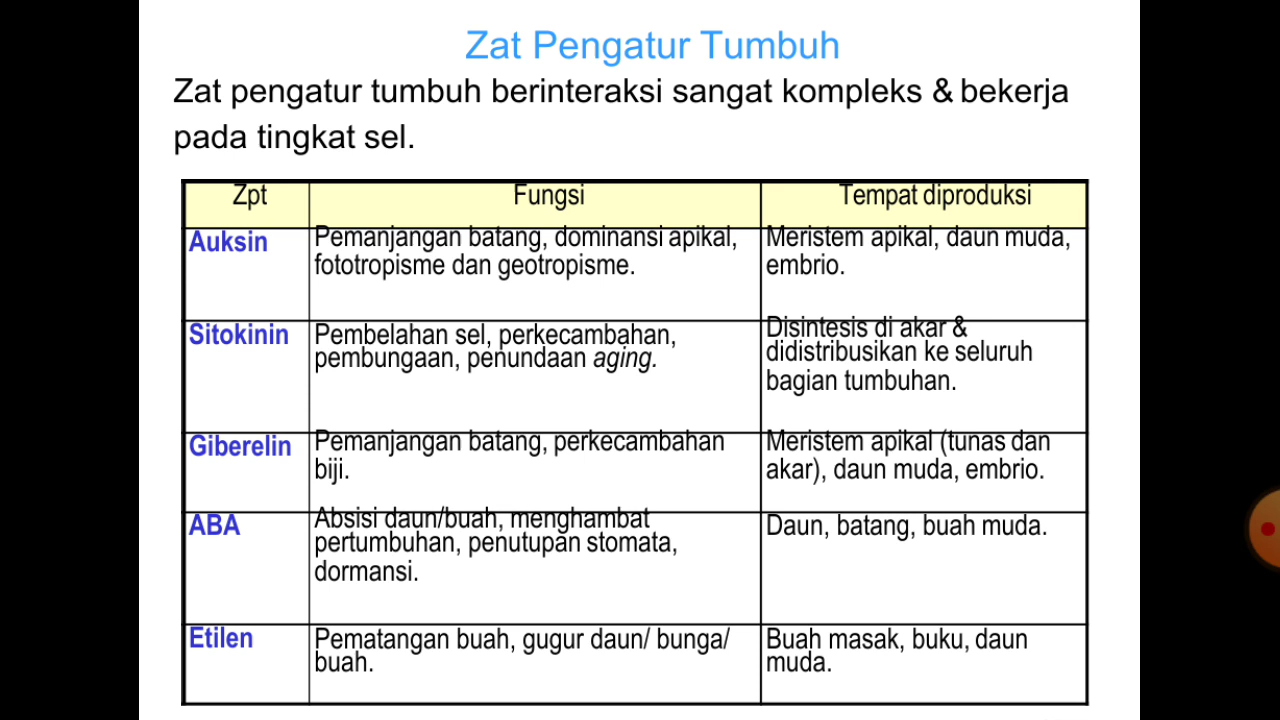 Zat Pengatur Tumbuh
Zat pengatur tumbuh berinteraksi sangat kompleks & bekerja
pada tingkat sel.
Zpt
Fungsi
Tempat diproduksi
Auksin
Pemanjangan batang, dominansi apikal,
fototropisme dan geotropisme.
Meristem apikal, daun muda,
embrio.
Sitokinin
Pembelahan sel, perkecambahan,
pembungaan, penundaan aging.
Disintesis di akar &
didistribusikan ke seluruh
bagian tumbuhan.
Giberelin
Pemanjangan batang, perkecambahan
biji.
Meristem apikal (tunas dan
akar), daun muda, embrio.
ABA
Absisi daun/buah, menghambat
pertumbuhan, penutupan stomata,
dormansi.
Daun, batang, buah muda.
Etilen
Pematangan buah, gugur daun/ bunga/
buah.
Buah masak, buku, daun
muda.